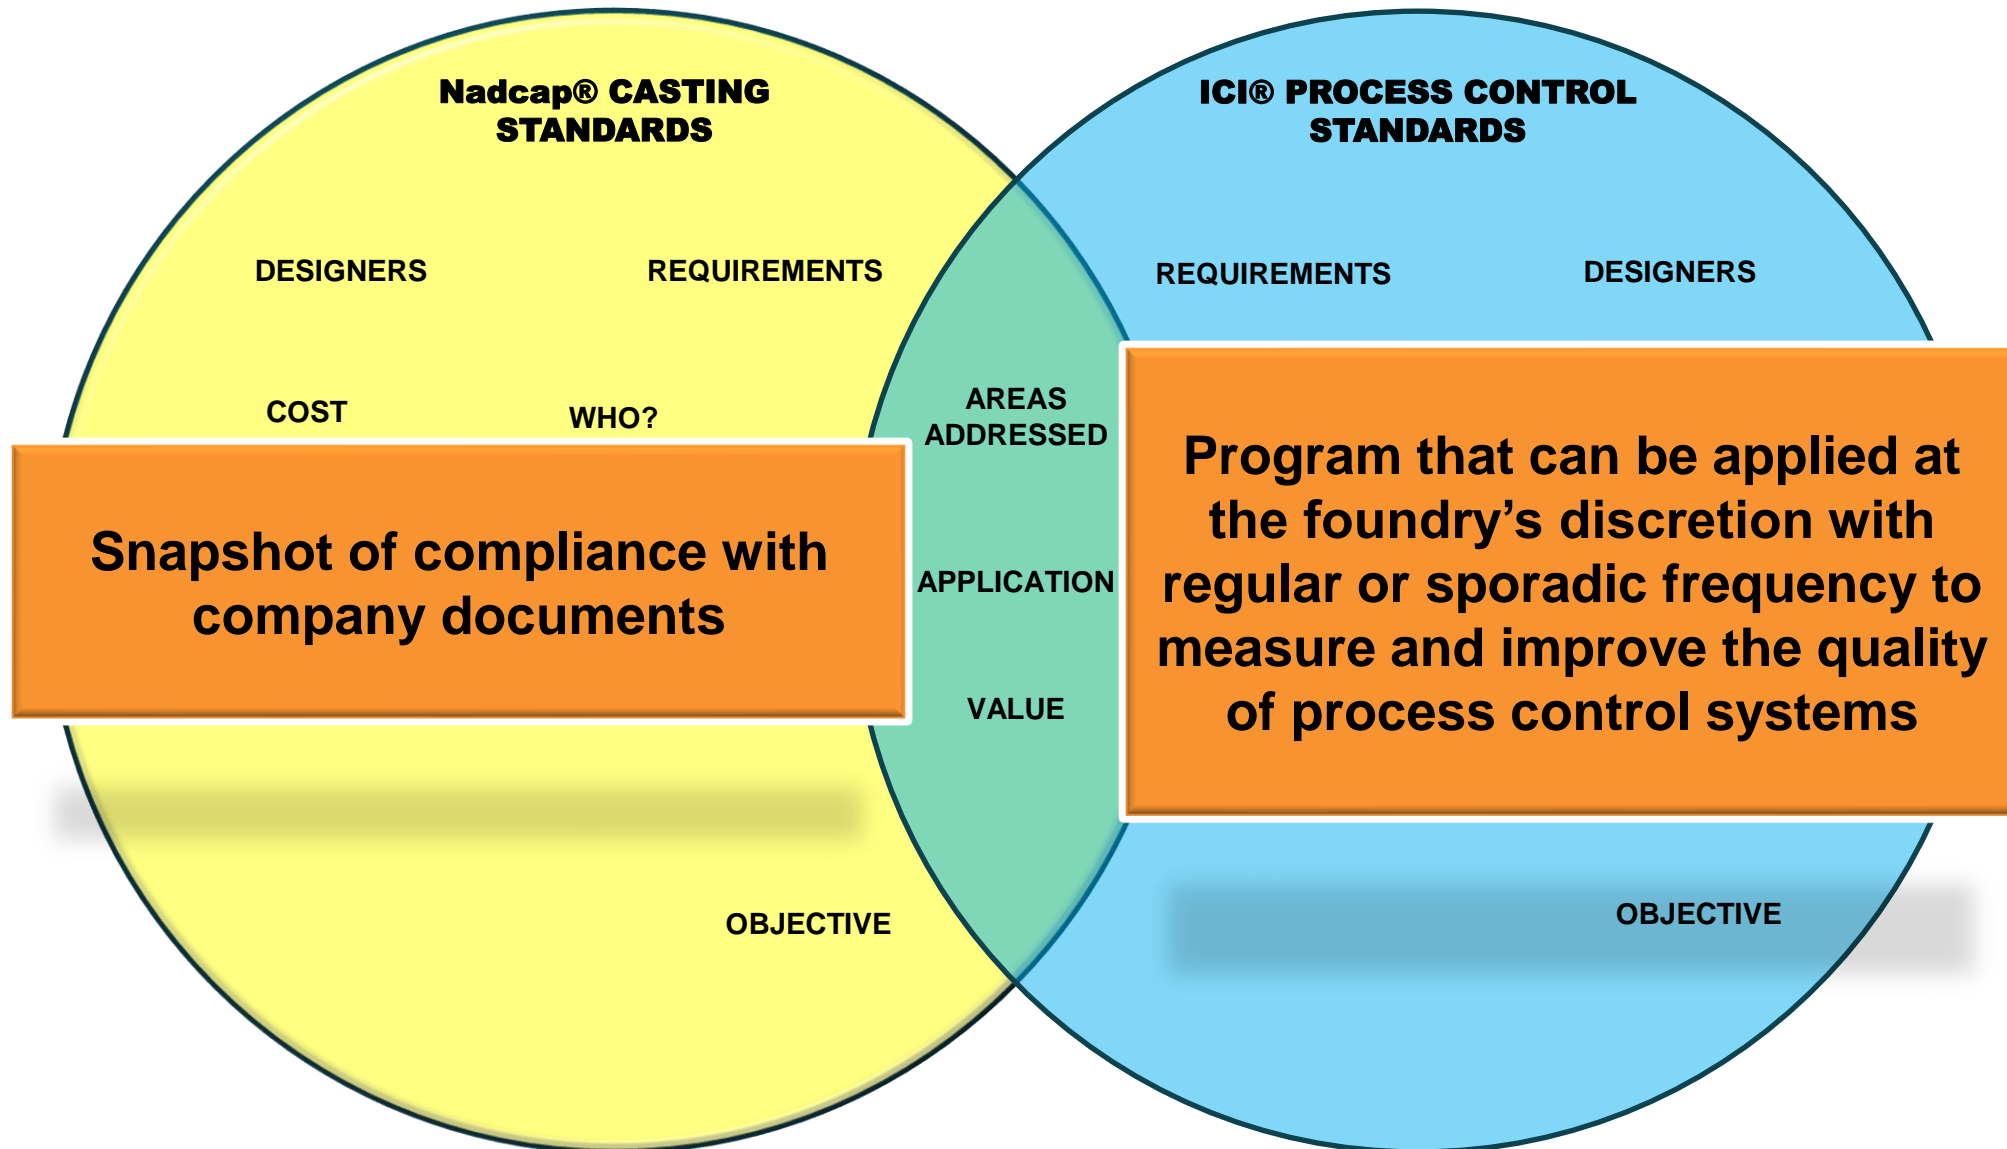 Nadcap® CASTING
STANDARDS
DESIGNERS
REQUIREMENTS
COST
WHO?
Snapshot of compliance with
company documents
OBJECTIVE
AREAS
ADDRESSED
APPLICATION
VALUE
ICI® PROCESS CONTROL
STANDARDS
REQUIREMENTS
DESIGNERS
Program that can be applied at
the foundry’s discretion with
regular or sporadic frequency to
measure and improve the quality
of process control systems
OBJECTIVE